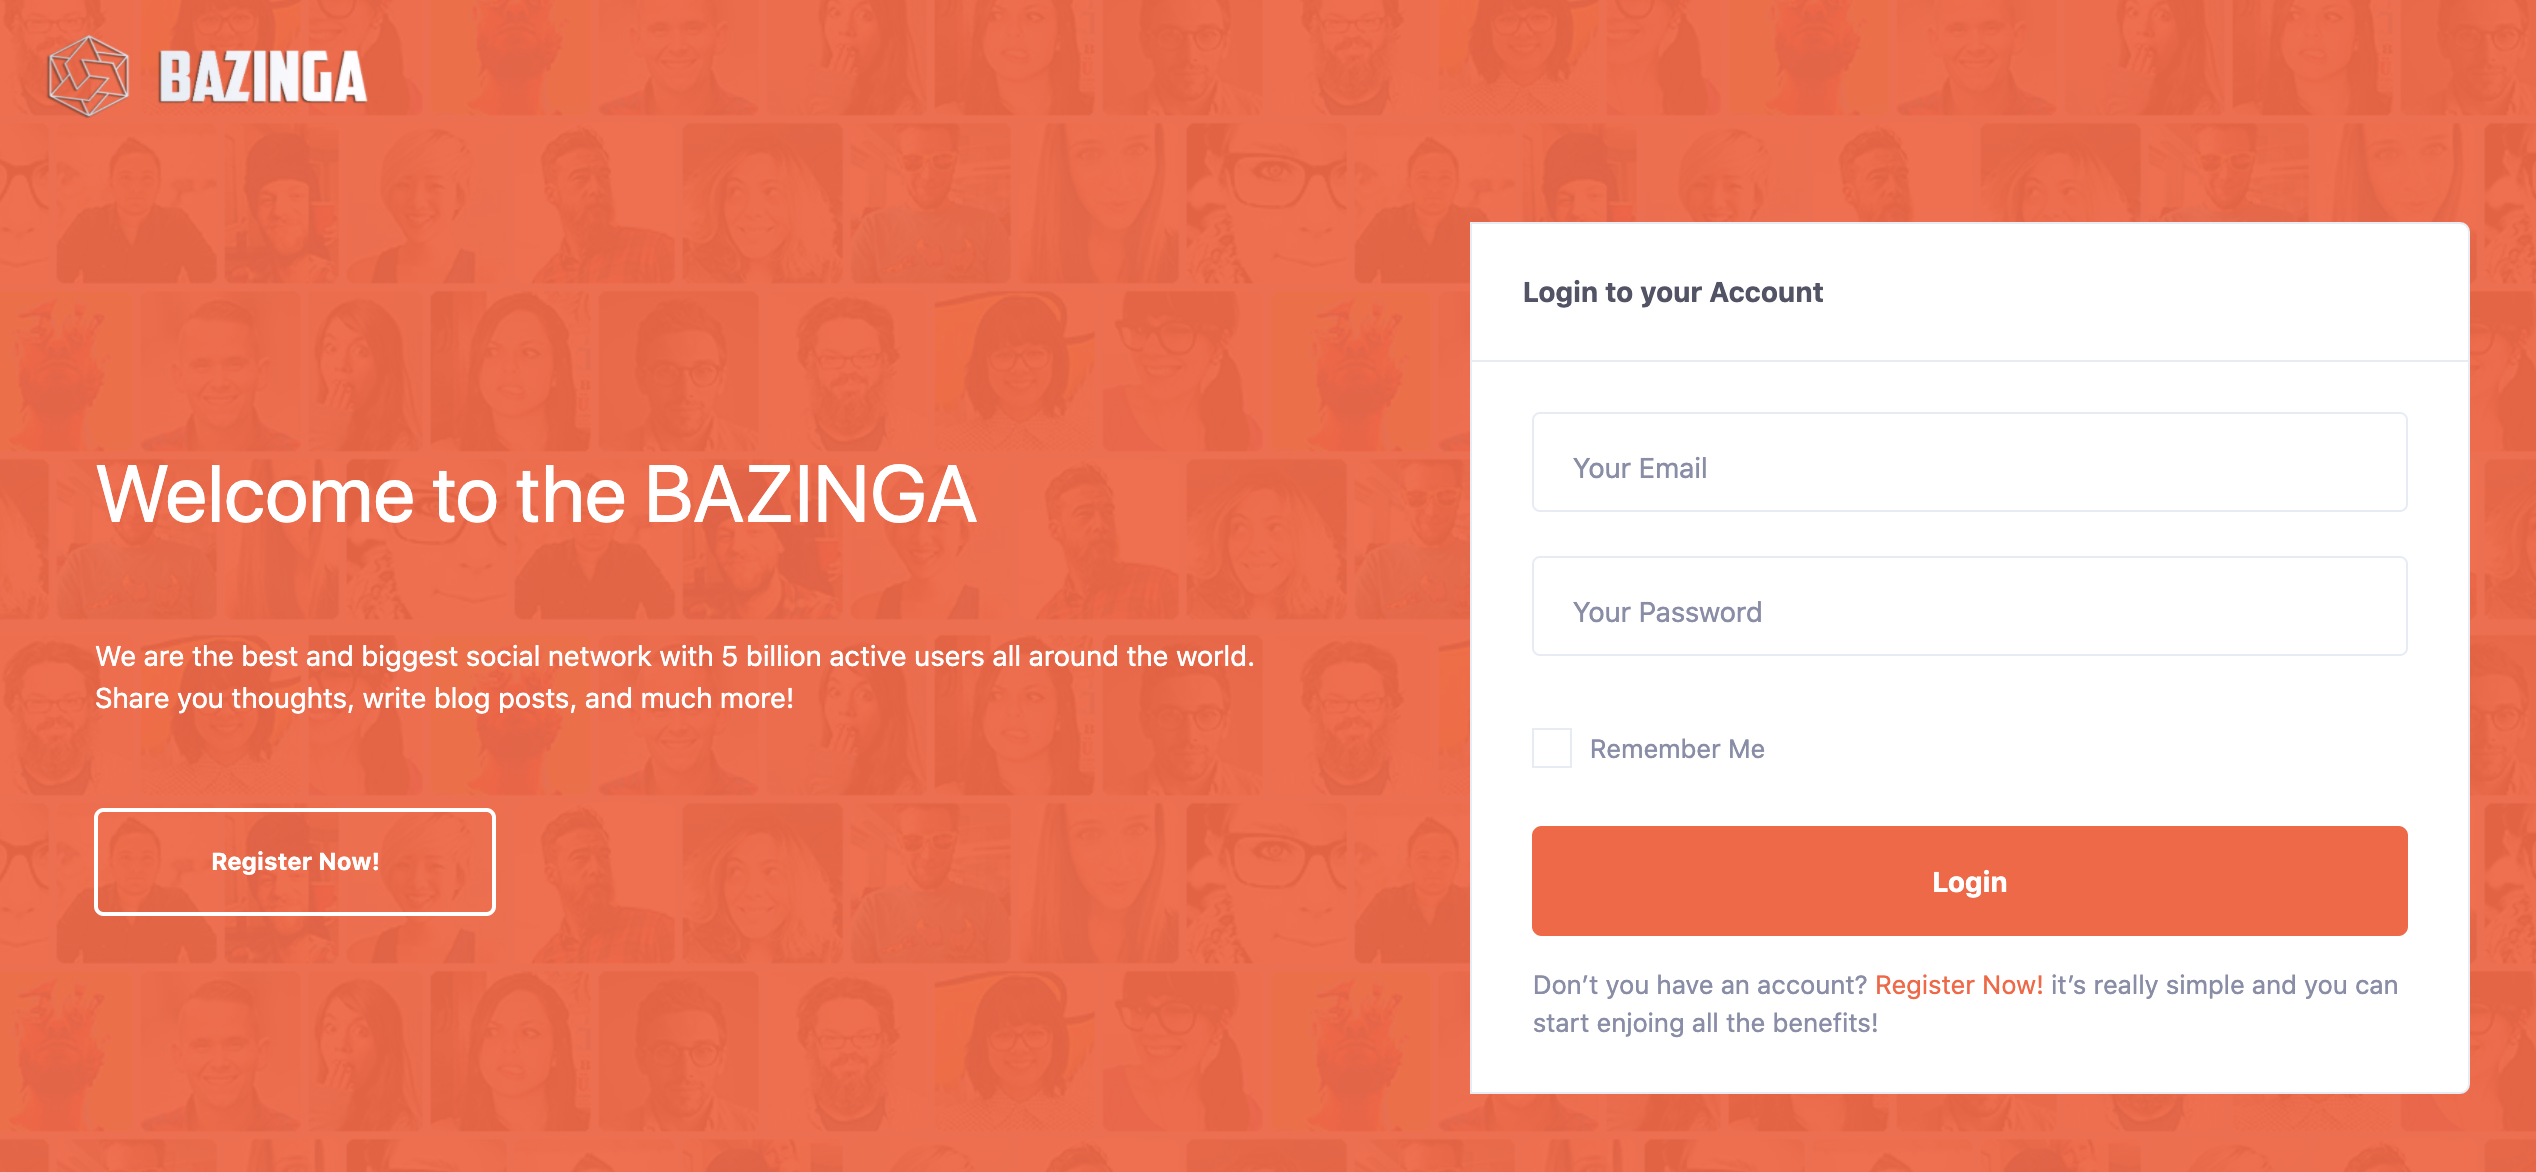 BAZINGA
Welcome to the BAZINGA
We are the best and biggest social network with 5 billion active users all around the world.
Share you thoughts, write blog posts, and much more!
Register Now!
Login to your Account
Your Email
Your Password
Remember Me
Login
Don’t you have an account? Register Now! it’s really simple and you can
start enjoing all the benefits!